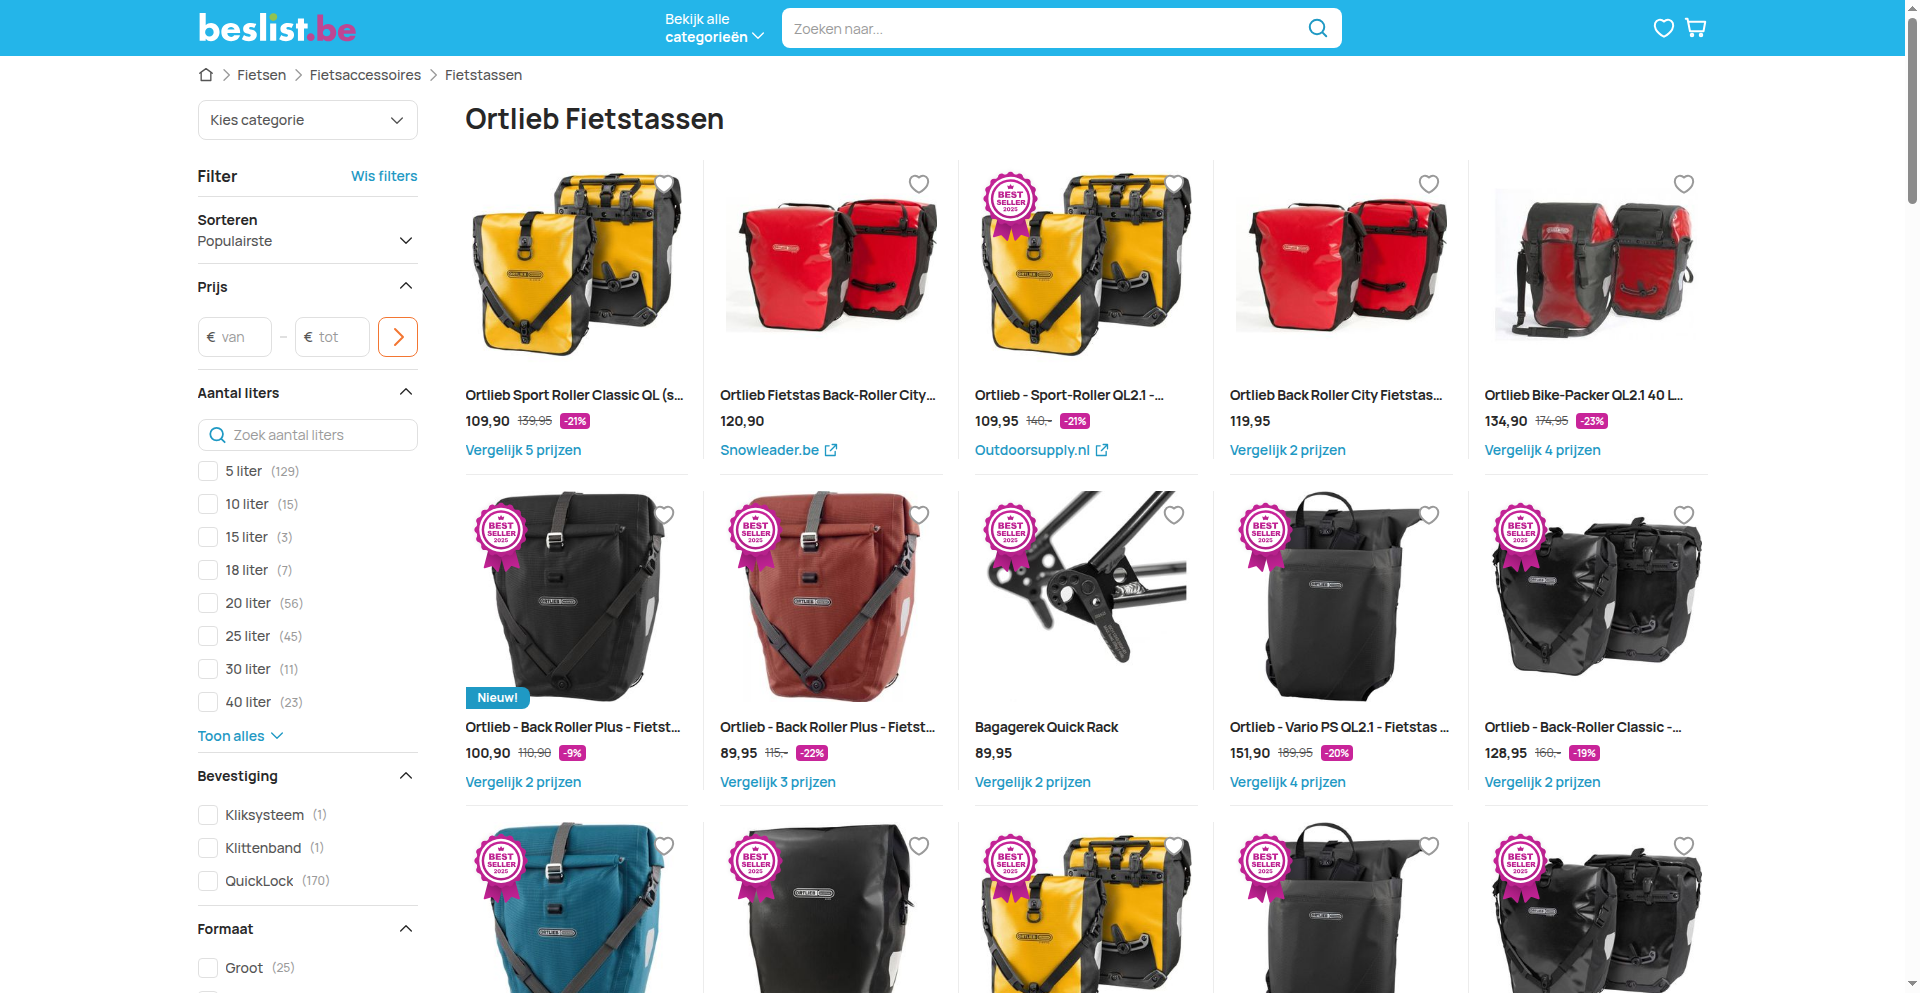 beslist.be
Bekijk alle
categorieën
Zoeken naar...
Fietsen
Fietsaccessoires
Fietstassen
Kies categorie
Ortlieb Fietstassen
Filter
Wis filters
Sorteren
Populairste
Prijs
€ van
–
€ tot
Aantal liters
Zoek aantal liters
5 liter (129)
10 liter (15)
15 liter (3)
18 liter (7)
20 liter (56)
25 liter (45)
30 liter (11)
40 liter (23)
Toon alles
Bevestiging
Kliksysteem (1)
Klittenband (1)
QuickLock (170)
Formaat
Groot (25)
Ortlieb Sport Roller Classic QL (s...
109,90 139,95 -21%
Vergelijk 5 prijzen
Ortlieb Fietstas Back-Roller City...
120,90
Snowleader.be
BEST
SELLER
2025
Ortlieb - Sport-Roller QL2.1 -...
109,95 140,- -21%
Outdoorsupply.nl
Ortlieb Back Roller City Fietstas...
119,95
Vergelijk 2 prijzen
Ortlieb Bike-Packer QL2.1 40 L...
134,90 174,95 -23%
Vergelijk 4 prijzen
BEST
SELLER
2025
ORTLIEB
Nieuw!
Ortlieb - Back Roller Plus - Fietst...
100,90 110,90 -9%
Vergelijk 2 prijzen
BEST
SELLER
2025
ORTLIEB
Ortlieb - Back Roller Plus - Fietst...
89,95 115,- -22%
Vergelijk 3 prijzen
BEST
SELLER
2025
Bagagerek Quick Rack
89,95
Vergelijk 2 prijzen
BEST
SELLER
2025
ORTLIEB
Ortlieb - Vario PS QL2.1 - Fietstas ...
151,90 189,95 -20%
Vergelijk 4 prijzen
BEST
SELLER
2025
ORTLIEB
Ortlieb - Back-Roller Classic -...
128,95 160,- -19%
Vergelijk 2 prijzen
BEST
SELLER
2025
ORTLIEB
BEST
SELLER
2025
ORTLIEB
BEST
SELLER
2025
ORTLIEB
BEST
SELLER
2025
ORTLIEB
BEST
SELLER
2025
ORTLIEB